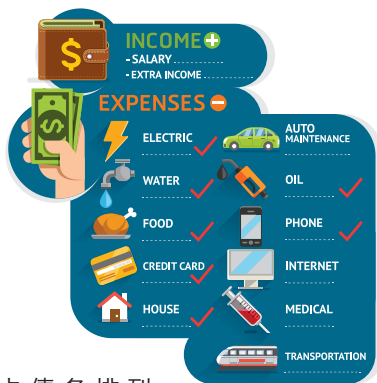 INCOME
- SALARY
- EXTRA INCOME
EXPENSES
ELECTRIC
WATER
FOOD
CREDIT CARD
HOUSE
AUTO
MAINTENANCE
OIL
PHONE
INTERNET
MEDICAL
TRANSPORTATION